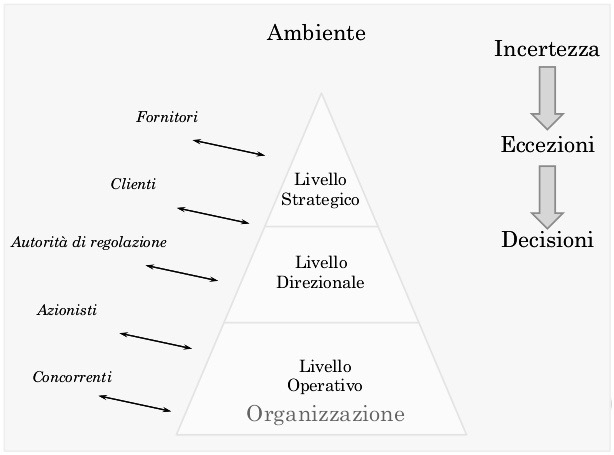 Ambiente
Incertezza
Fornitori
Eccezioni
Clienti
Livello
Strategico
Autorità di regolazione
Decisioni
Livello
Direzionale
Azionisti
Concorrenti
Livello
Operativo
Organizzazione